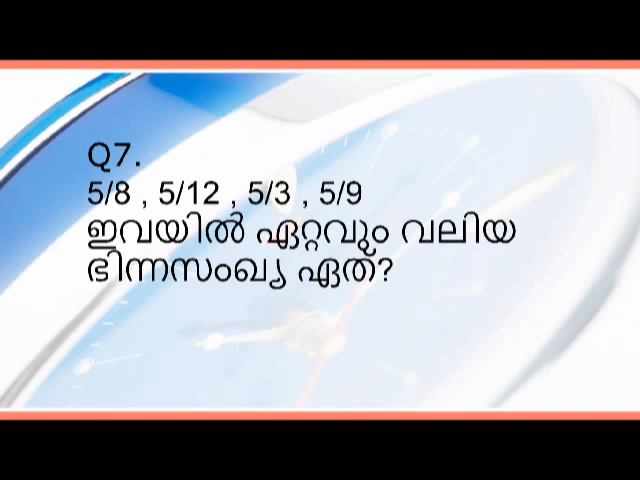 Q7.
5/8 , 5/12 , 5/3 , 5/9
ഇവയിൽ ഏറ്റവും വലിയ
ഭിന്നസംഖ്യ ഏത്?